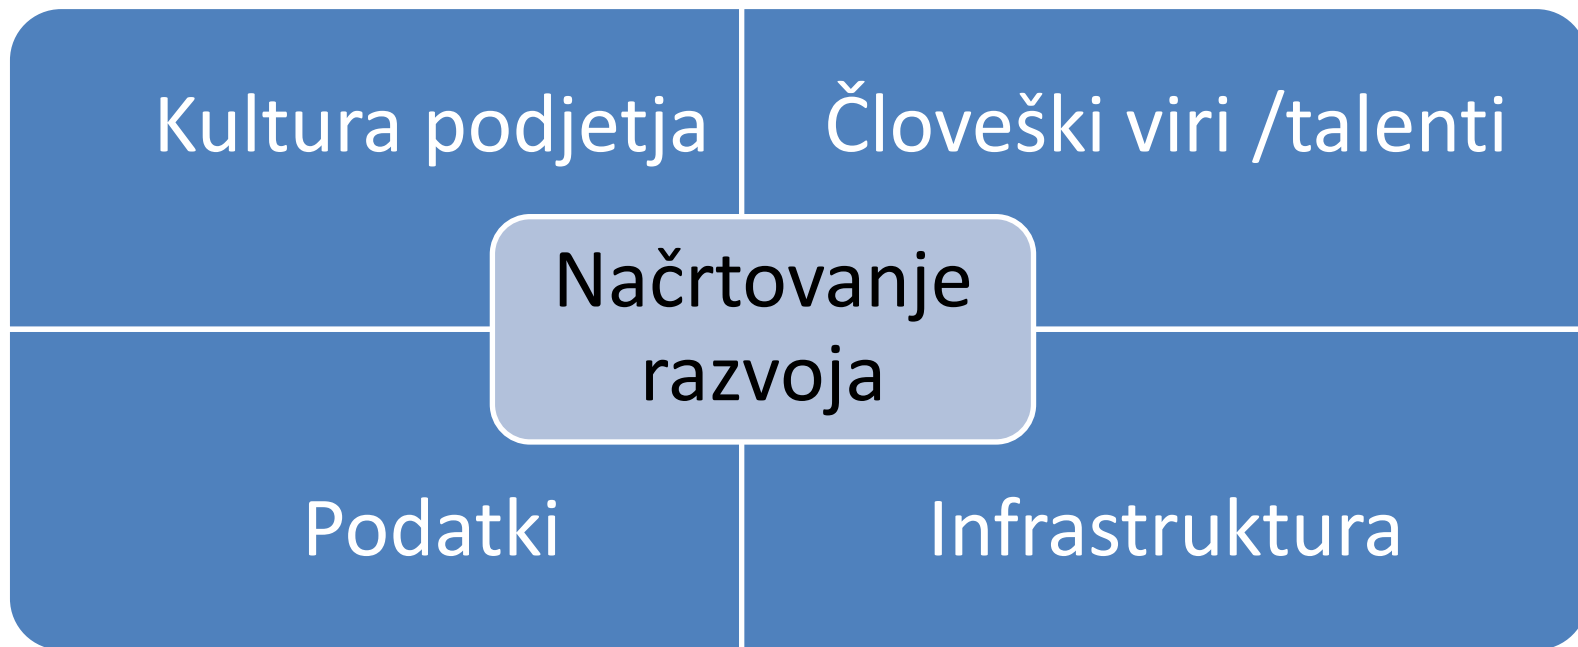 Kultura podjetja
Človeški viri /talenti
Načrtovanje
razvoja
Podatki
Infrastruktura